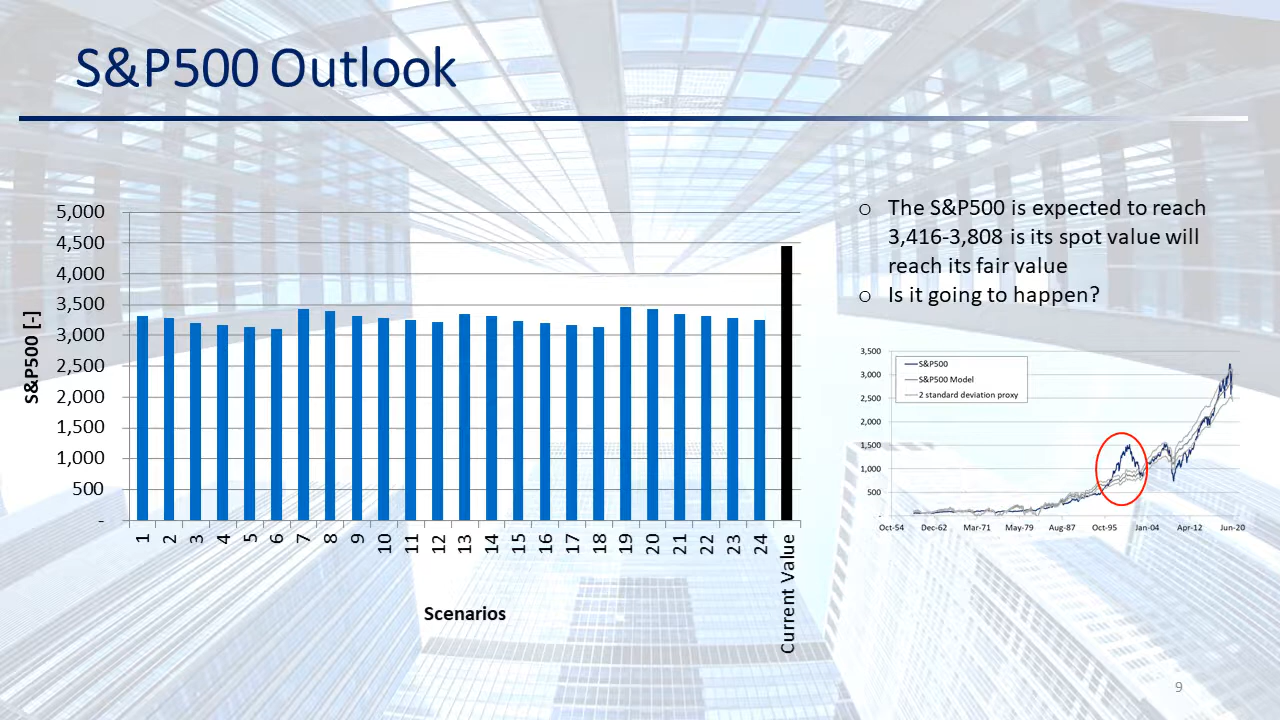 S&P500 Outlook
5,000
4,500
4,000
3,500
3,000
2,500
2,000
1,500
1,000
500
-
S&P500 [-]
1
2
3
4
5
6
7
8
9
10
11
12
13
14
15
16
17
18
19
20
21
22
23
24
Current Value
Scenarios
○ The S&P500 is expected to reach
3,416-3,808 is its spot value will
reach its fair value
○ Is it going to happen?
3,500
3,000
2,500
2,000
1,500
1,000
500
-
S&P500
S&P500 Model
2 standard deviation proxy
Oct-54
Dec-62
Mar-71
May-79
Aug-87
Oct-95
Jan-04
Apr-12
Jun-20
9